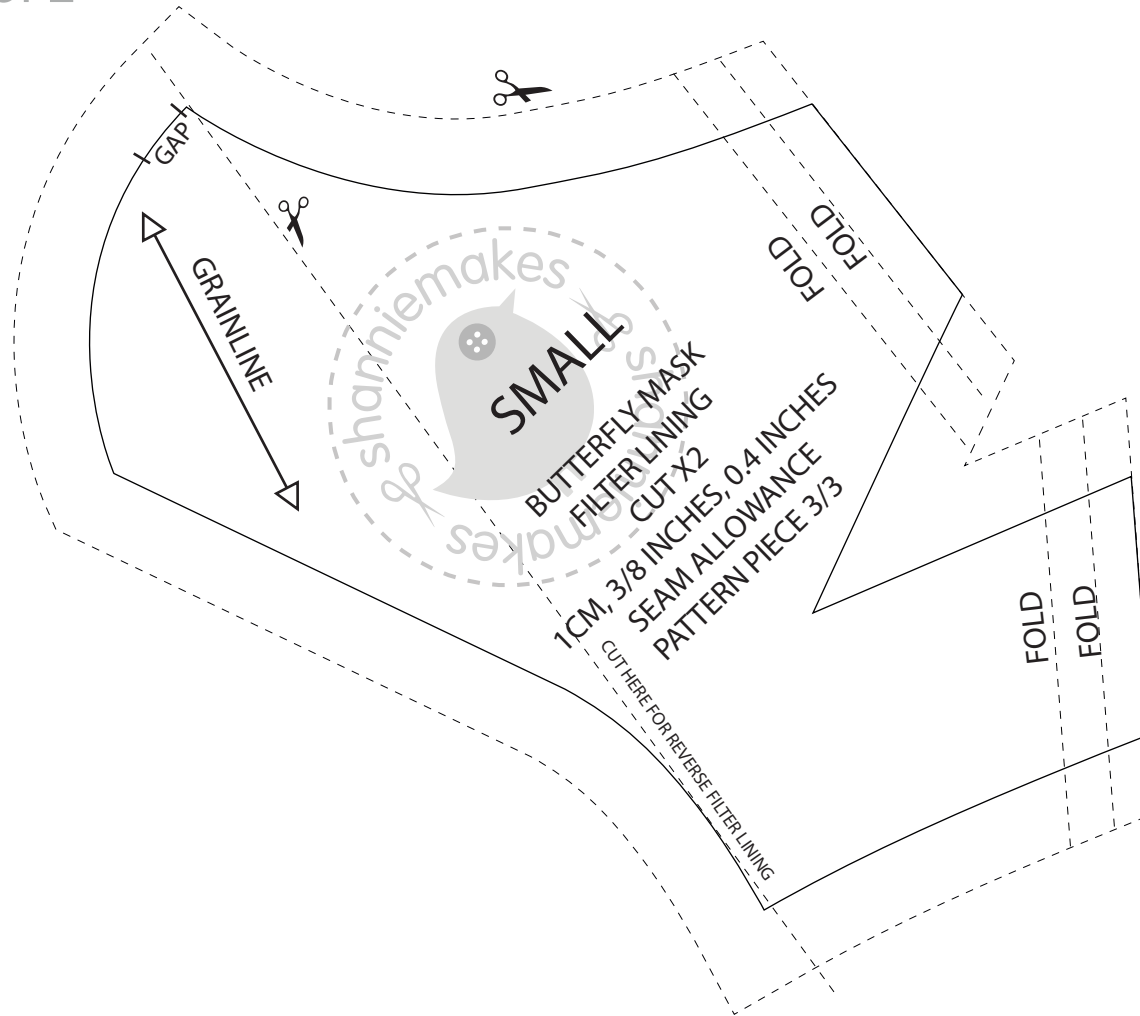 GAP
GRAINLINE
shanniemakes
shanniemakes
SMALL
BUTTERFLY MASK
FILTER LINING
CUT X2
1CM, 3/8 INCHES, 0.4 INCHES
SEAM ALLOWANCE
PATTERN PIECE 3/3
CUT HERE FOR REVERSE FILTER LINING
FOLD
FOLD
FOLD
FOLD